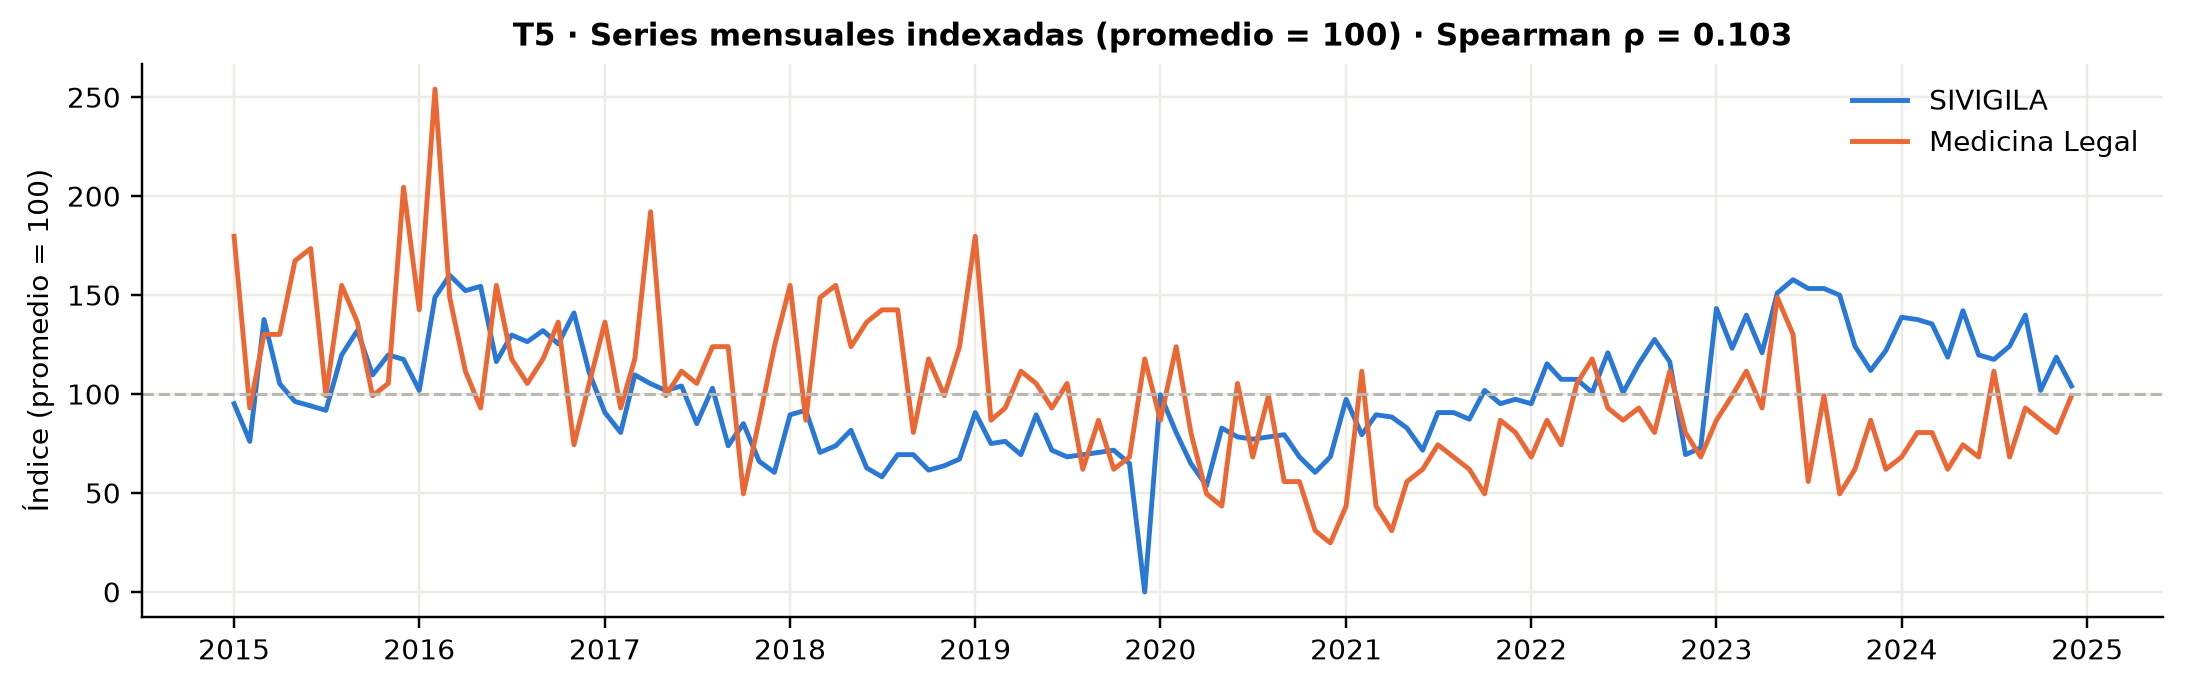 T5 · Series mensuales indexadas (promedio = 100) · Spearman ρ = 0.103
SIVIGILA
Medicina Legal
Índice (promedio = 100)
250
200
150
100
50
0
2015 2016 2017 2018 2019 2020 2021 2022 2023 2024 2025